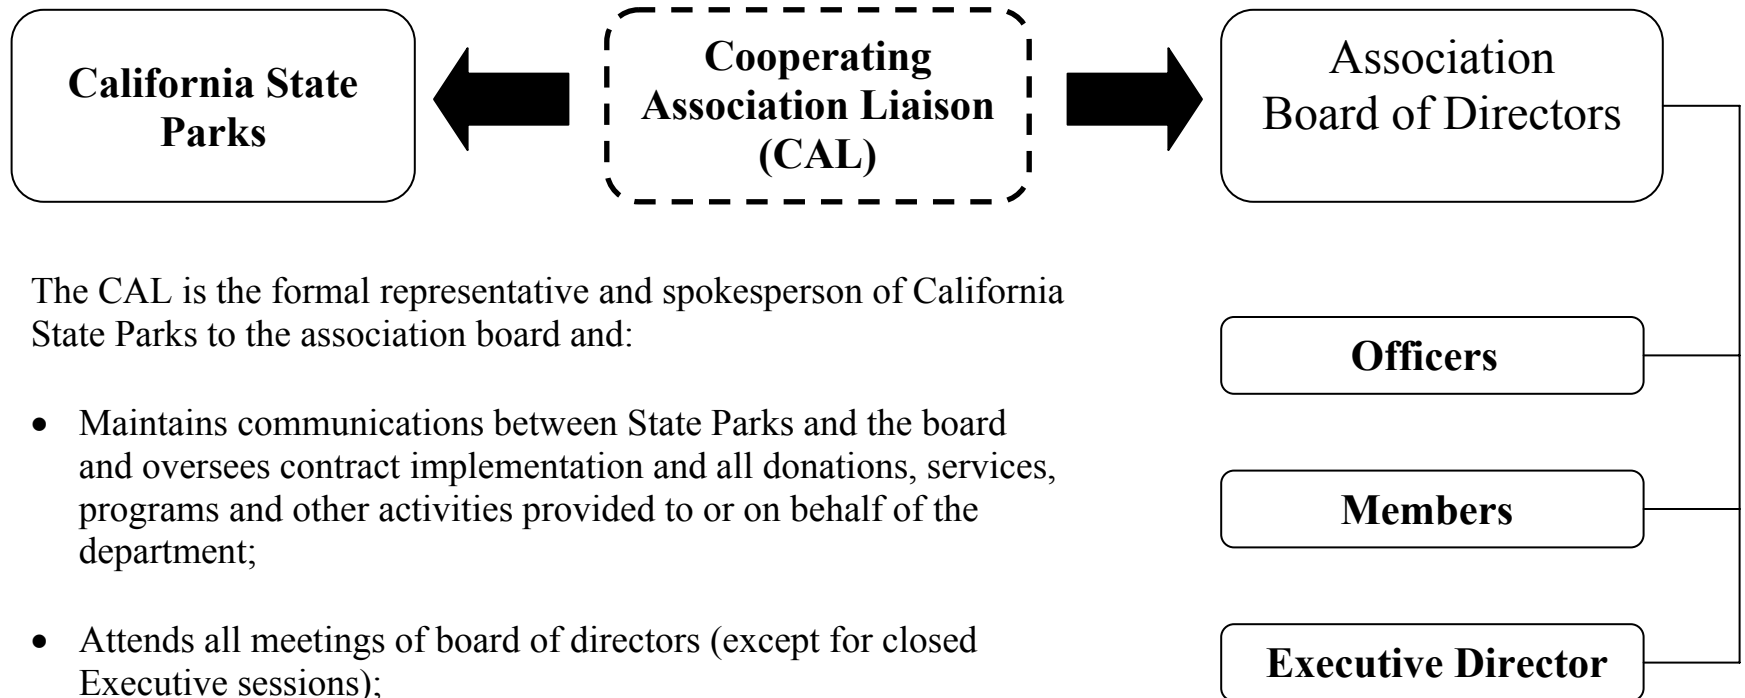 California State
Parks
Cooperating
Association Liaison
(CAL)
Association
Board of Directors
The CAL is the formal representative and spokesperson of California
State Parks to the association board and:
• Maintains communications between State Parks and the board
and oversees contract implementation and all donations, services,
programs and other activities provided to or on behalf of the
department;
• Attends all meetings of board of directors (except for closed
Executive sessions);
Officers
Members
Executive Director